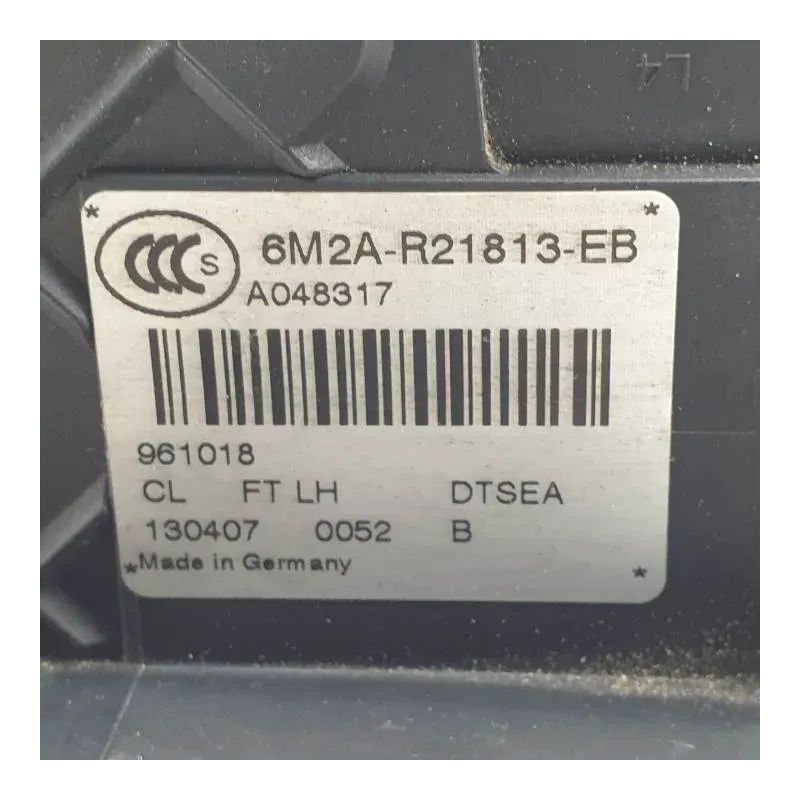 L4
CCC S 6M2A-R21813-EB
A048317
961018
CL FT LH DTSEA
130407 0052 B
*Made in Germany